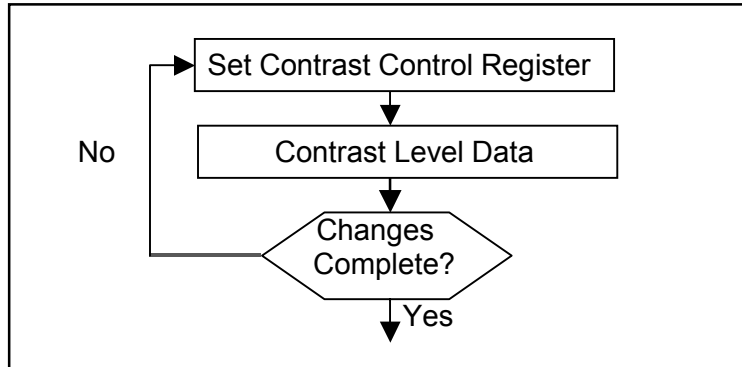 Set Contrast Control Register
No
Contrast Level Data
Changes
Complete?
Yes